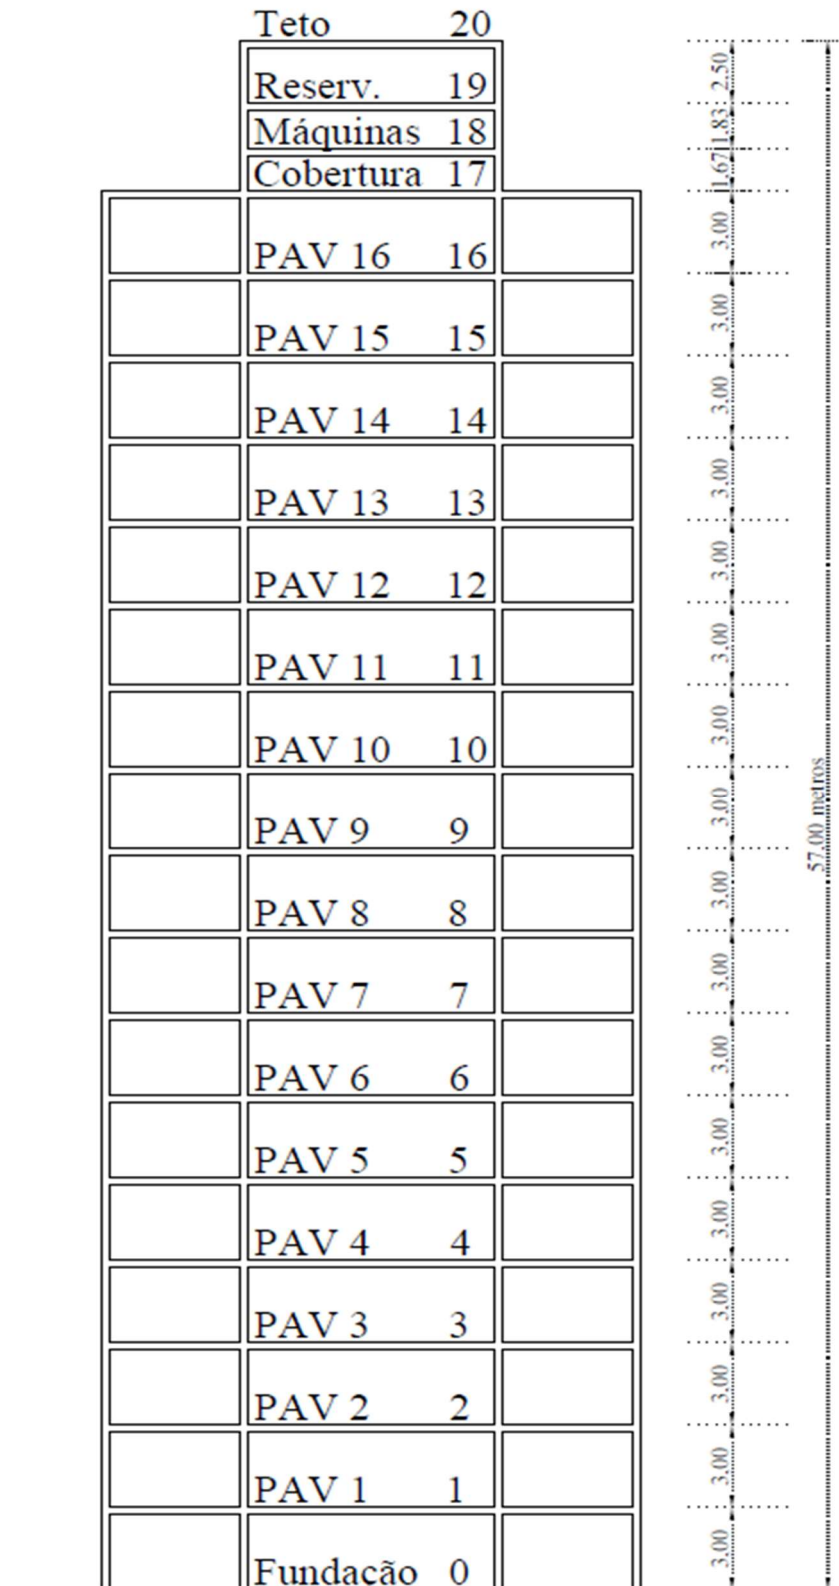 Teto 20
Reserv. 19
2.50
Máquinas 18
1.83
Cobertura 17
1.67
PAV 16 16
3.00
PAV 15 15
3.00
PAV 14 14
3.00
PAV 13 13
3.00
PAV 12 12
3.00
PAV 11 11
3.00
PAV 10 10
3.00
PAV 9 9
3.00
57.00 metros
PAV 8 8
3.00
PAV 7 7
3.00
PAV 6 6
3.00
PAV 5 5
3.00
PAV 4 4
3.00
PAV 3 3
3.00
PAV 2 2
3.00
PAV 1 1
3.00
Fundação 0
3.00